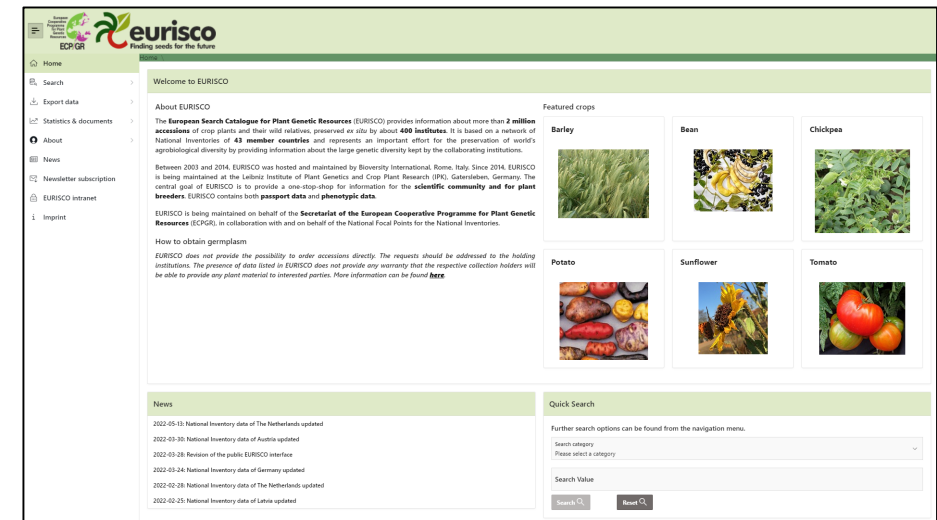 European
Cooperative
Programme
for Plant
Genetic
Resources
ECP/GR
eurisco
Finding seeds for the future
Home \
Home
Search
Export data
Statistics & documents
About
News
Newsletter subscription
EURISCO intranet
Imprint
Welcome to EURISCO
About EURISCO
The European Search Catalogue for Plant Genetic Resources (EURISCO) provides information about more than 2 million
accessions of crop plants and their wild relatives, preserved ex situ by about 400 institutes. It is based on a network of
National Inventories of 43 member countries and represents an important effort for the preservation of world's
agrobiological diversity by providing information about the large genetic diversity kept by the collaborating institutions.
Between 2003 and 2014, EURISCO was hosted and maintained by Bioversity International, Rome, Italy. Since 2014, EURISCO
is being maintained at the Leibniz Institute of Plant Genetics and Crop Plant Research (IPK), Gatersleben, Germany. The
central goal of EURISCO is to provide a one-stop-shop for information for the scientific community and for plant
breeders. EURISCO contains both passport data and phenotypic data.
EURISCO is being maintained on behalf of the Secretariat of the European Cooperative Programme for Plant Genetic
Resources (ECPGR), in collaboration with and on behalf of the National Focal Points for the National Inventories.
How to obtain germplasm
EURISCO does not provide the possibility to order accessions directly. The requests should be addressed to the holding
institutions. The presence of data listed in EURISCO does not provide any warranty that the respective collection holders will
be able to provide any plant material to interested parties. More information can be found here.
Featured crops
Barley
Bean
Chickpea
Potato
Sunflower
Tomato
News
2022-05-13: National Inventory data of The Netherlands updated
2022-03-30: National Inventory data of Austria updated
2022-03-28: Revision of the public EURISCO interface
2022-03-24: National Inventory data of Germany updated
2022-02-28: National Inventory data of The Netherlands updated
2022-02-25: National Inventory data of Latvia updated
Quick Search
Further search options can be found from the navigation menu.
Search category
Please select a category
Search Value
Search
Reset